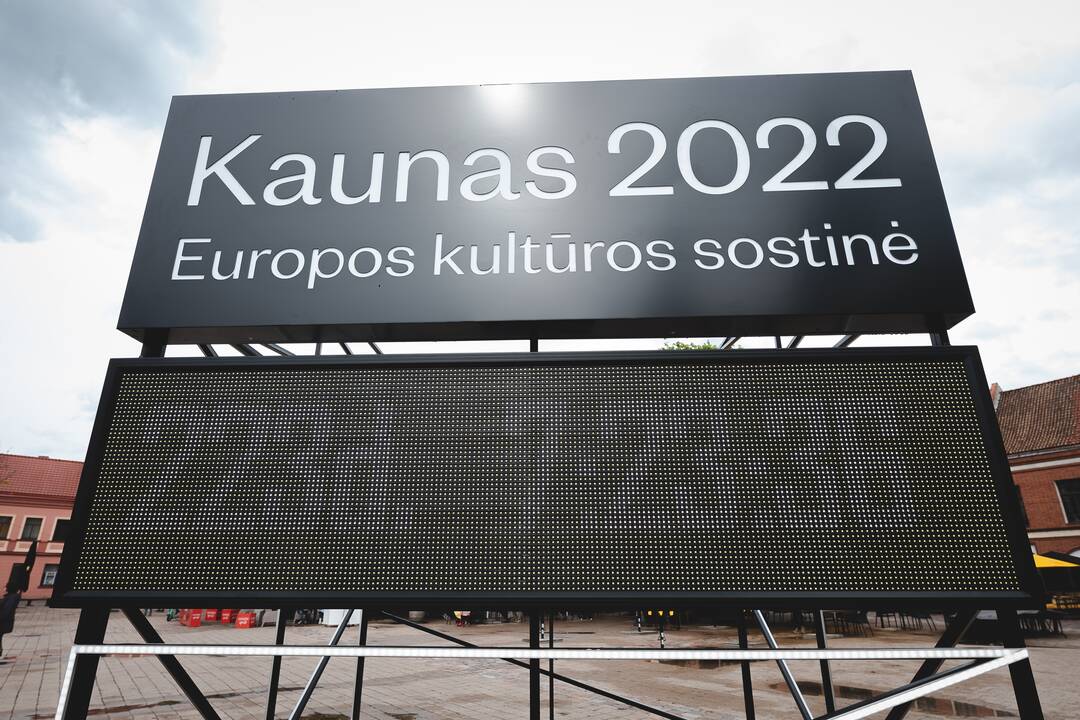 Kaunas 2022
Europos kultūros sostinė